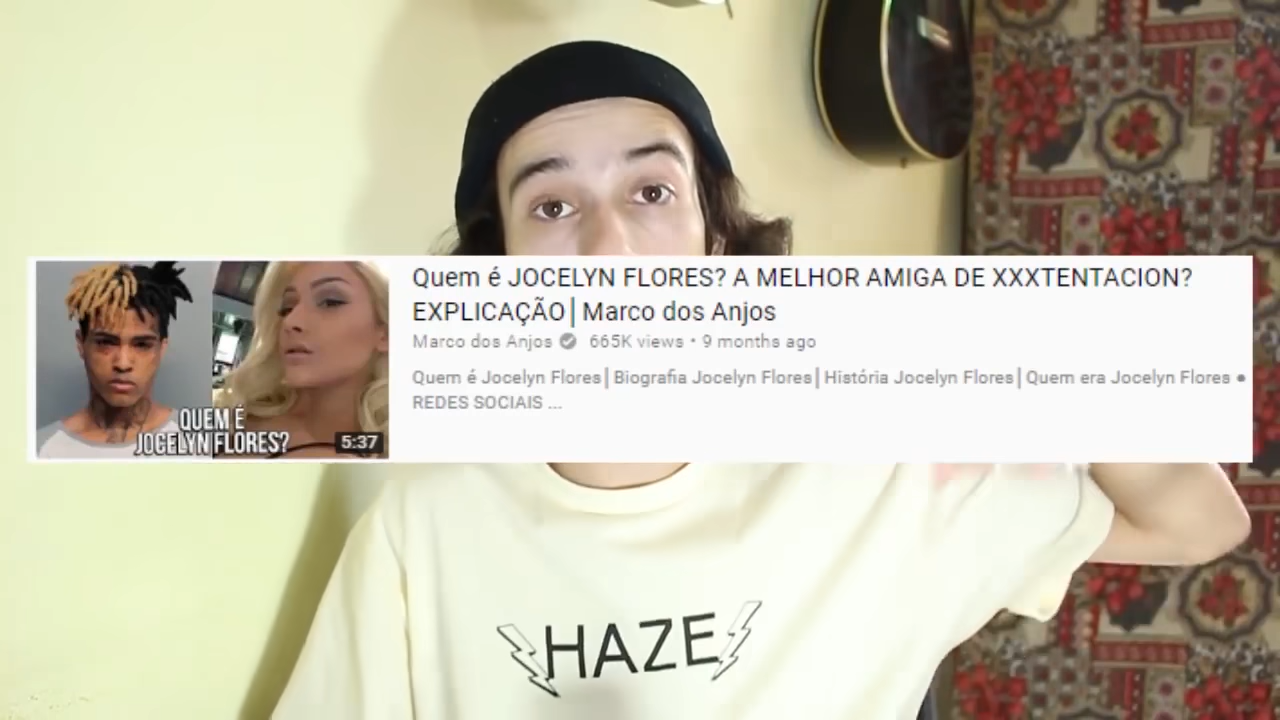 Quem é JOCELYN FLORES? A MELHOR AMIGA DE XXXTENTACION?
EXPLICAÇÃO│Marco dos Anjos
Marco dos Anjos 665K views • 9 months ago
Quem é Jocelyn Flores│Biografia Jocelyn Flores│História Jocelyn Flores│Quem era Jocelyn Flores ●
REDES SOCIAIS ...
QUEM É
JOCELYN FLORES?
5:37
HAZE